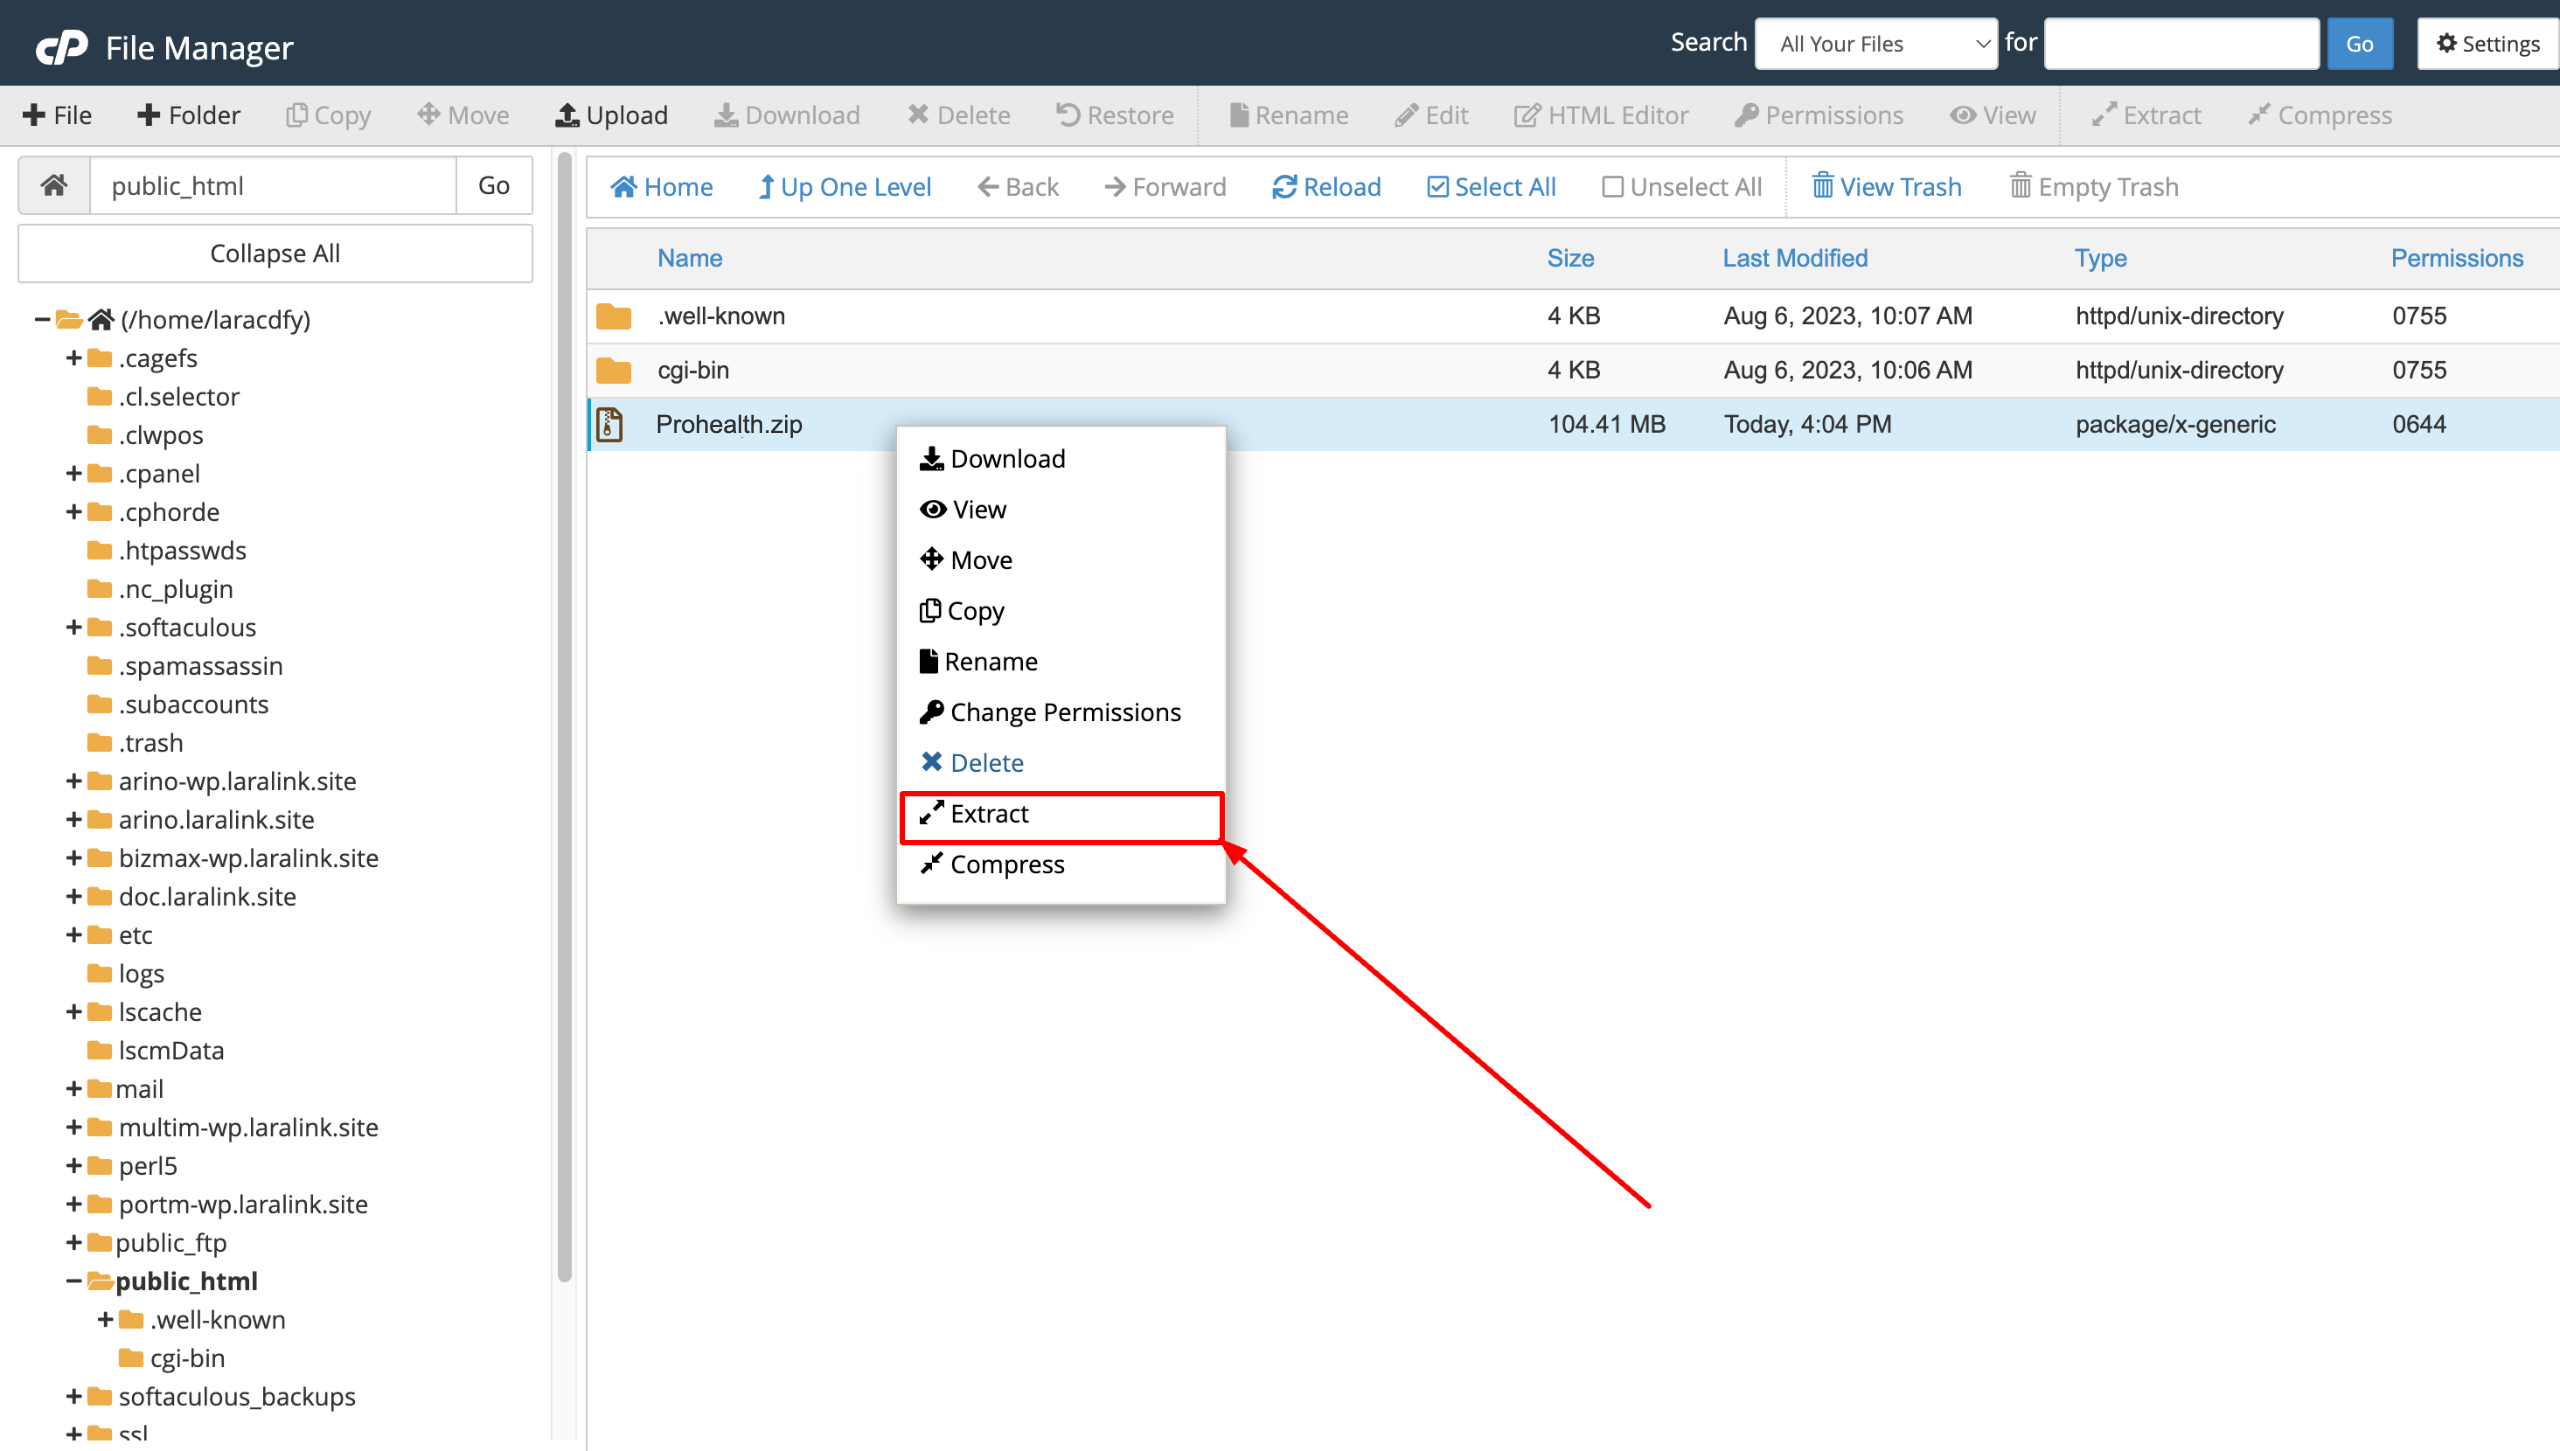 cP File Manager
Search All Your Files for Go Settings
File Folder Copy Move Upload Download Delete Restore Rename Edit HTML Editor Permissions View Extract Compress
public_html Go
Collapse All
(/home/laracdfy)
.cagefs
.cl.selector
.clwpos
.cpanel
.cphorde
.htpasswds
.nc_plugin
.softaculous
.spamassassin
.subaccounts
.trash
arino-wp.laralink.site
arino.laralink.site
bizmax-wp.laralink.site
doc.laralink.site
etc
logs
lscache
lscmData
mail
multim-wp.laralink.site
perl5
portm-wp.laralink.site
public_ftp
public_html
.well-known
cgi-bin
softaculous_backups
ssl
Home Up One Level Back Forward Reload Select All Unselect All View Trash Empty Trash
Name Size Last Modified Type Permissions
.well-known 4 KB Aug 6, 2023, 10:07 AM httpd/unix-directory 0755
cgi-bin 4 KB Aug 6, 2023, 10:06 AM httpd/unix-directory 0755
Prohealth.zip 104.41 MB Today, 4:04 PM package/x-generic 0644
Download
View
Move
Copy
Rename
Change Permissions
Delete
Extract
Compress